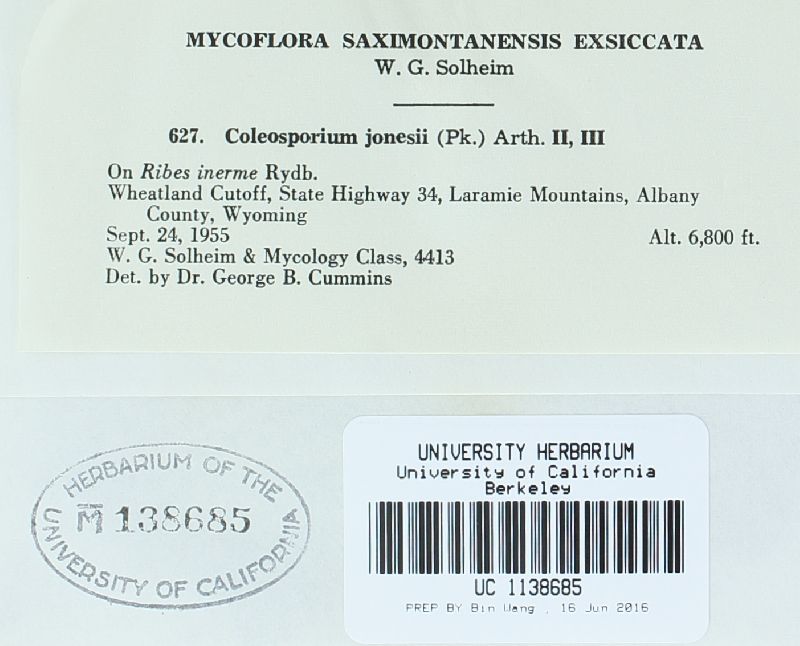 MYCOFLORA SAXIMONTANENSIS EXSICCATA
W. G. Solheim
627. Coleosporium jonesii (Pk.) Arth. II, III
On Ribes inerme Rydb.
Wheatland Cutoff, State Highway 34, Laramie Mountains, Albany
County, Wyoming
Sept. 24, 1955 Alt. 6,800 ft.
W. G. Solheim & Mycology Class, 4413
Det. by Dr. George B. Cummins
HERBARIUM OF THE
M 138685
UNIVERSITY OF CALIFORNIA
UNIVERSITY HERBARIUM
University of California
Berkeley
UC 1138685
PREP BY Bin Wang , 16 Jun 2016